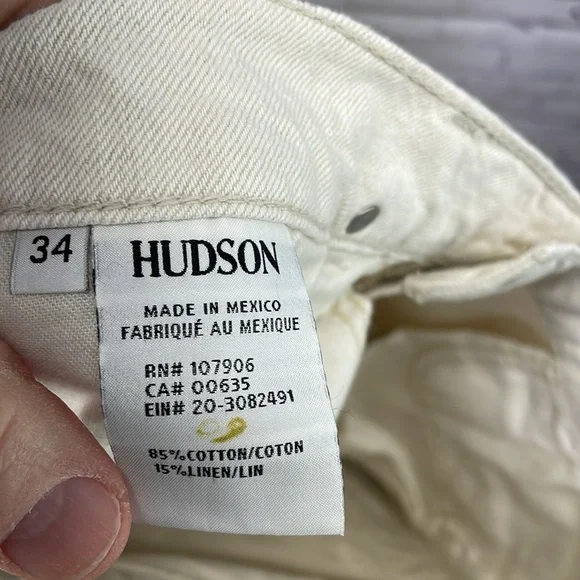 34
HUDSON
MADE IN MEXICO
FABRIQUÉ AU MEXIQUE
RN# 107906
CA# 00635
EIN# 20-3082491
85% COTTON/COTON
15% LINEN/LIN